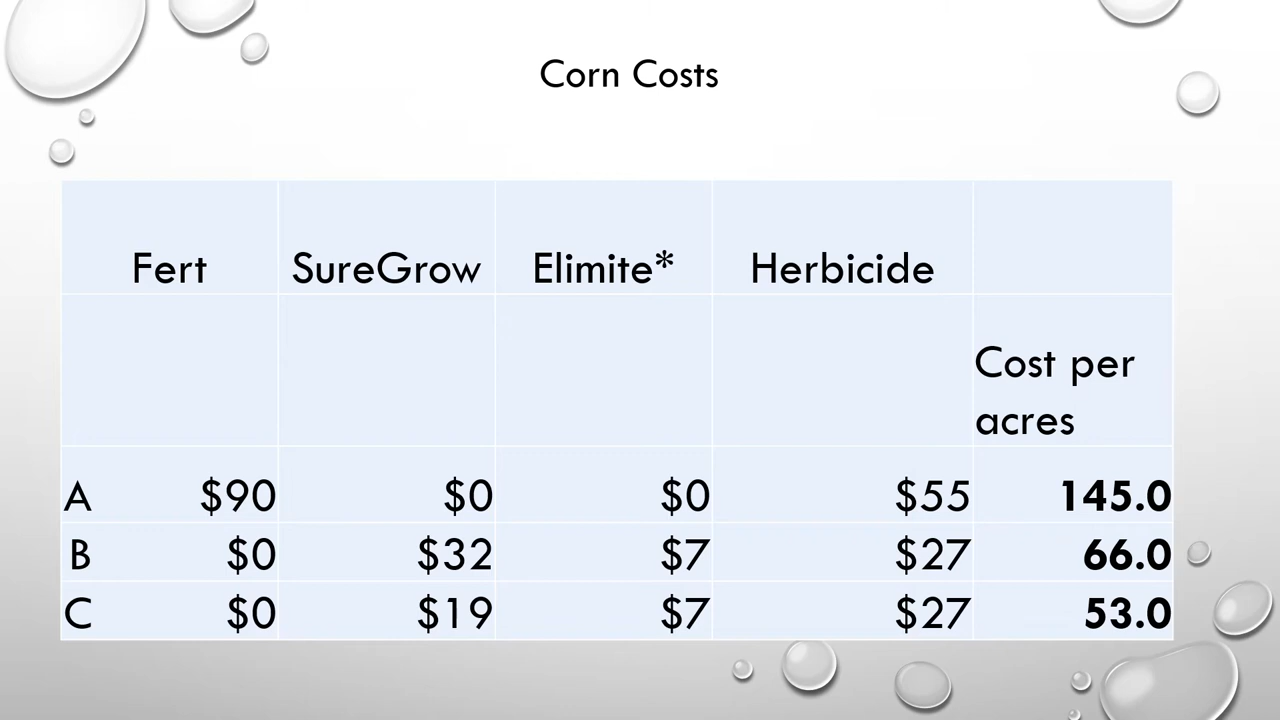 Corn Costs
Fert SureGrow Elimite* Herbicide
Cost per
acres
A $90 $0 $0 $55 145.0
B $0 $32 $7 $27 66.0
C $0 $19 $7 $27 53.0